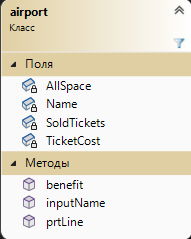 airport
Класс
Поля
AllSpace
Name
SoldTickets
TicketCost
Методы
benefit
inputName
prtLine